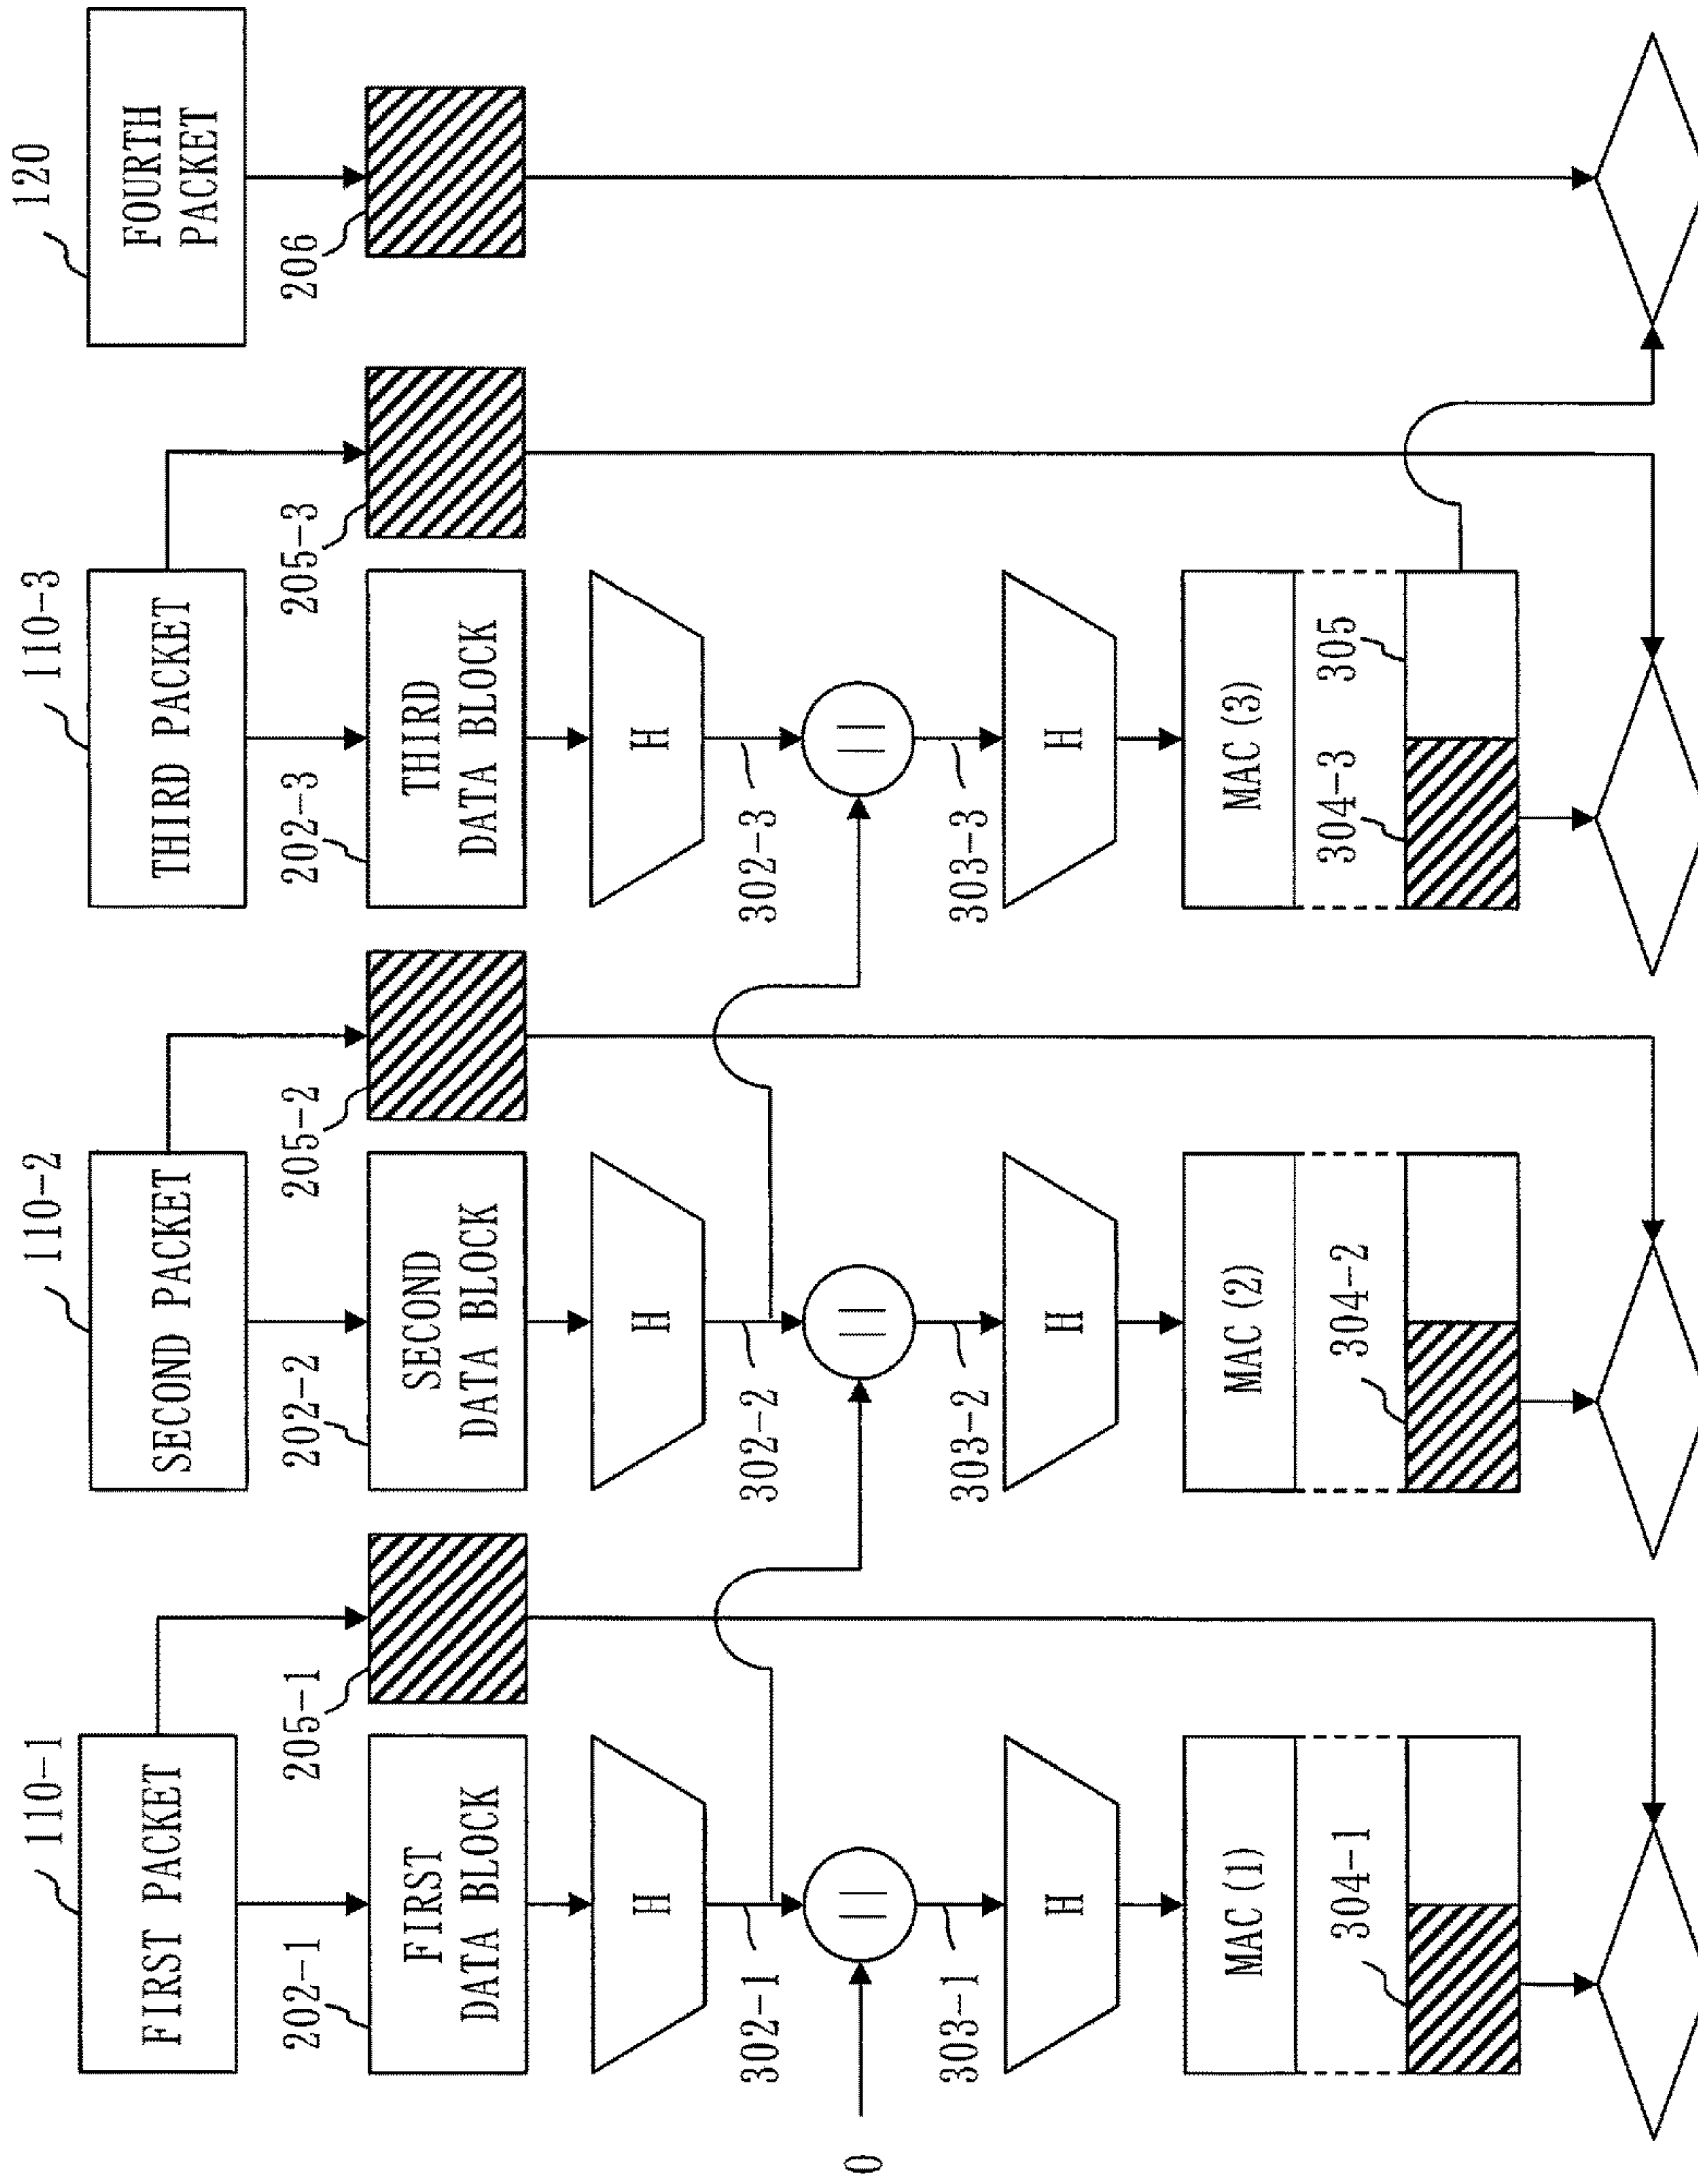 110-1
110-2
110-3
120
FIRST PACKET
SECOND PACKET
THIRD PACKET
FOURTH
PACKET
202-1
205-1
202-2
205-2
202-3
205-3
206
FIRST
DATA BLOCK
SECOND
DATA BLOCK
THIRD
DATA BLOCK
H
H
H
302-1
302-2
302-3
0
||
||
||
303-1
303-2
303-3
H
H
H
MAC (1)
MAC (2)
MAC (3)
304-1
304-2
304-3
305